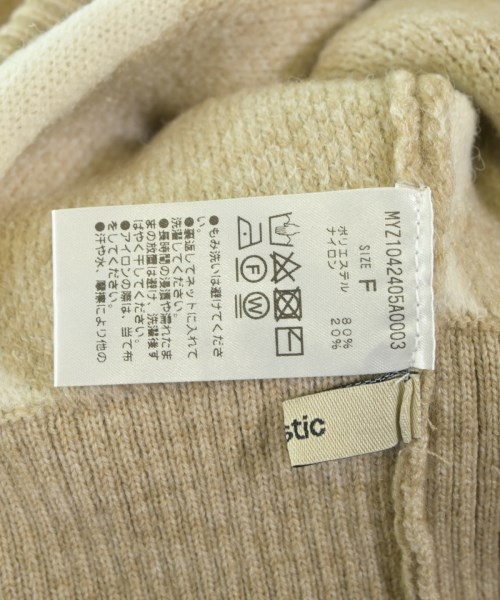 MYZ1042405A0003
SIZE F
ポリエステル 80%
ナイロン 20%
F
W
●もみ洗いは避けてくださ
い。
●裏返してネットに入れて
洗濯してください。
●長時間の浸漬や濡れたま
まの放置は避け、洗濯後す
ばやく干してください。
●アイロンの際は、当て布
をしてください。
●汗や水、摩擦により他の
stic